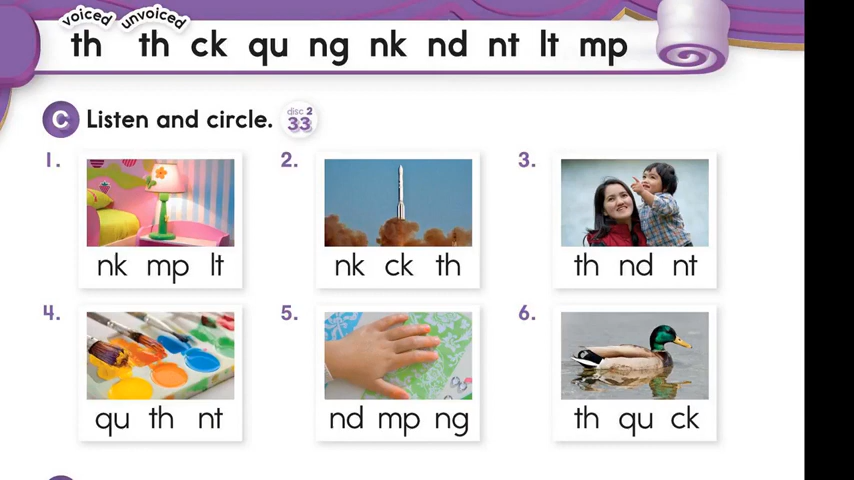 voiced unvoiced
th th ck qu ng nk nd nt lt mp
C Listen and circle. disc 2 33
1. 2. 3.
nk mp lt nk ck th th nd nt
4. 5. 6.
qu th nt nd mp ng th qu ck